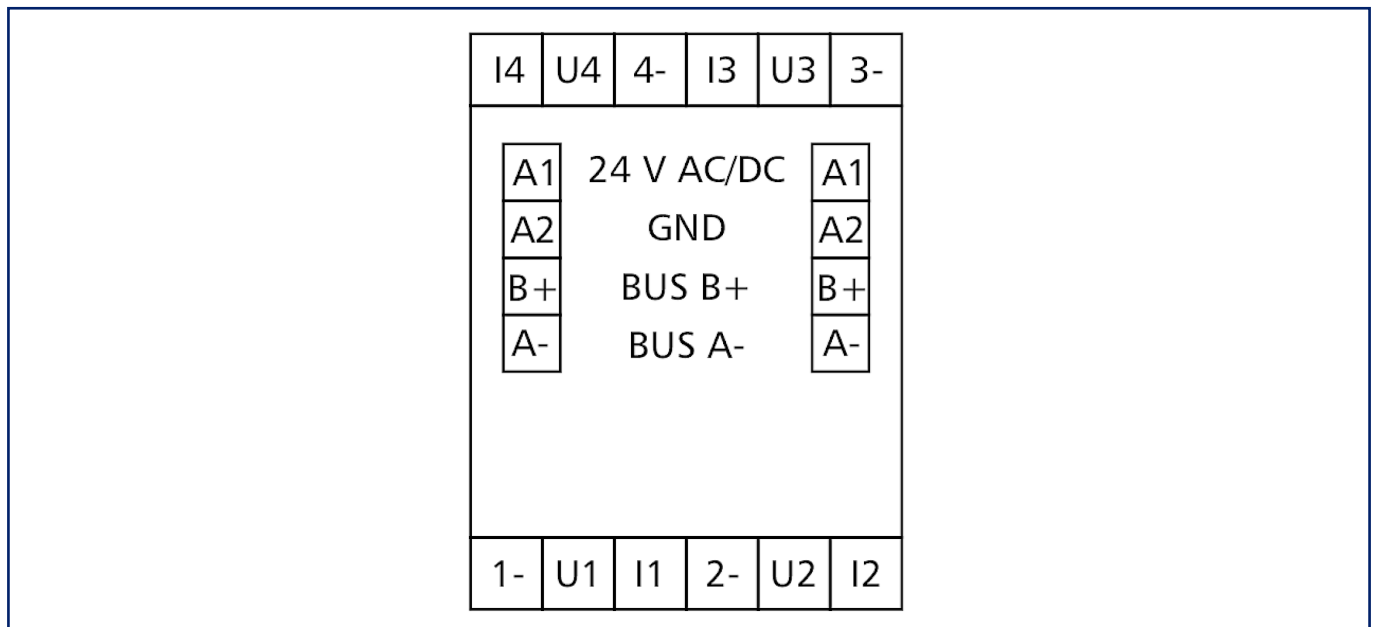 I4 U4 4- I3 U3 3-
A1 24 V AC/DC A1
A2 GND A2
B+ BUS B+ B+
A- BUS A- A-
1- U1 I1 2- U2 I2